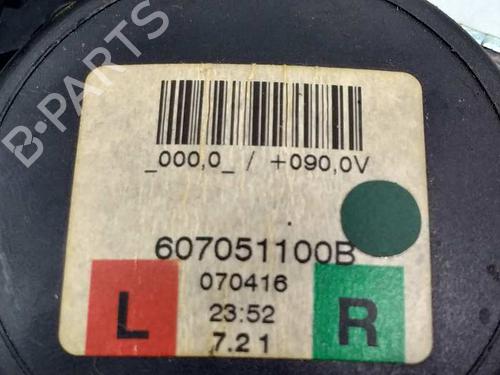 B-PARTS
_000,0_ / +090,0V
607051100B
070416
L
23:52
R
7.2 1